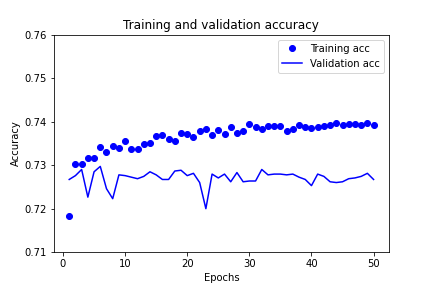 Training and validation accuracy
Training acc
Validation acc
0.76
0.75
0.74
0.73
0.72
0.71
Accuracy
0 10 20 30 40 50
Epochs